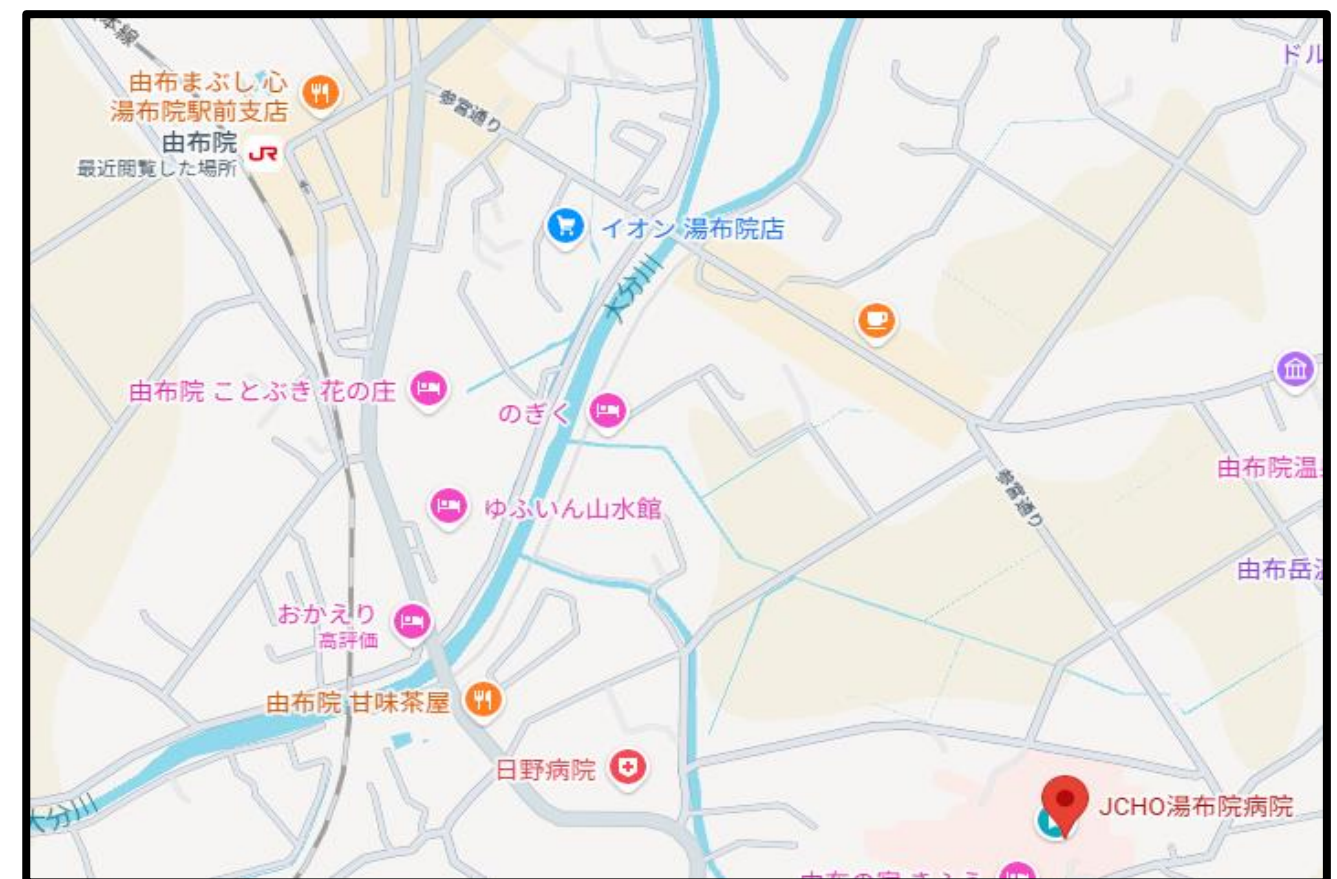 本線
由布まぶし 心
湯布院駅前支店
由布院
JR
最近閲覧した場所
参宮通り
ドル
イオン 湯布院店
大分川
由布院 ことぶき 花の庄
のぎく
由布院温
参宮通り
ゆふいん山水館
由布岳
おかえり
高評価
由布院 甘味茶屋
日野病院
JCHO湯布院病院
大分川